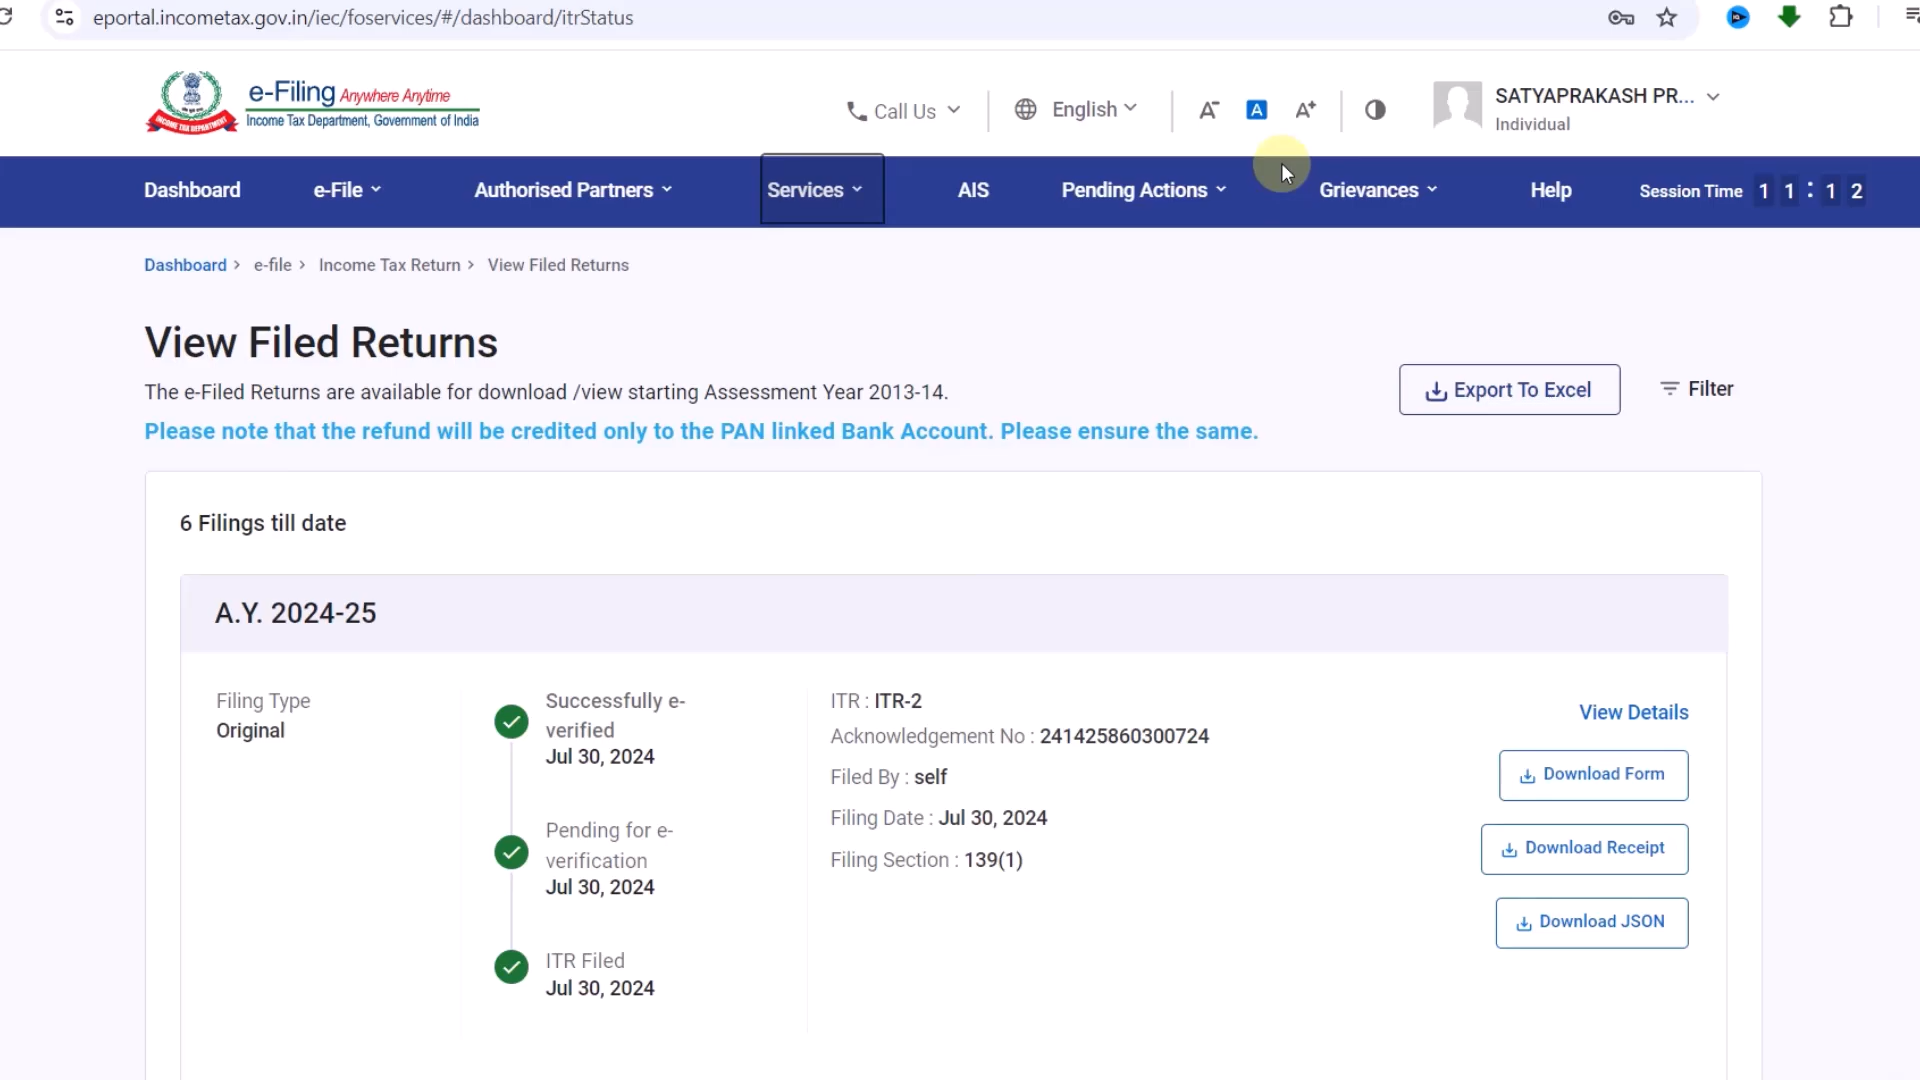 eportal.incometax.gov.in/iec/foservices/#/dashboard/itrStatus
e-Filing Anywhere Anytime
Income Tax Department, Government of India
INCOME TAX DEPARTMENT
Call Us
English
A-
A
A+
SATYAPRAKASH PR...
Individual
Dashboard
e-File
Authorised Partners
Services
AIS
Pending Actions
Grievances
Help
Session Time 11:12
Dashboard > e-file > Income Tax Return > View Filed Returns
View Filed Returns
The e-Filed Returns are available for download /view starting Assessment Year 2013-14.
Please note that the refund will be credited only to the PAN linked Bank Account. Please ensure the same.
Export To Excel
Filter
6 Filings till date
A.Y. 2024-25
Filing Type
Original
Successfully e-
verified
Jul 30, 2024
Pending for e-
verification
Jul 30, 2024
ITR Filed
Jul 30, 2024
ITR : ITR-2
Acknowledgement No : 241425860300724
Filed By : self
Filing Date : Jul 30, 2024
Filing Section : 139(1)
View Details
Download Form
Download Receipt
Download JSON